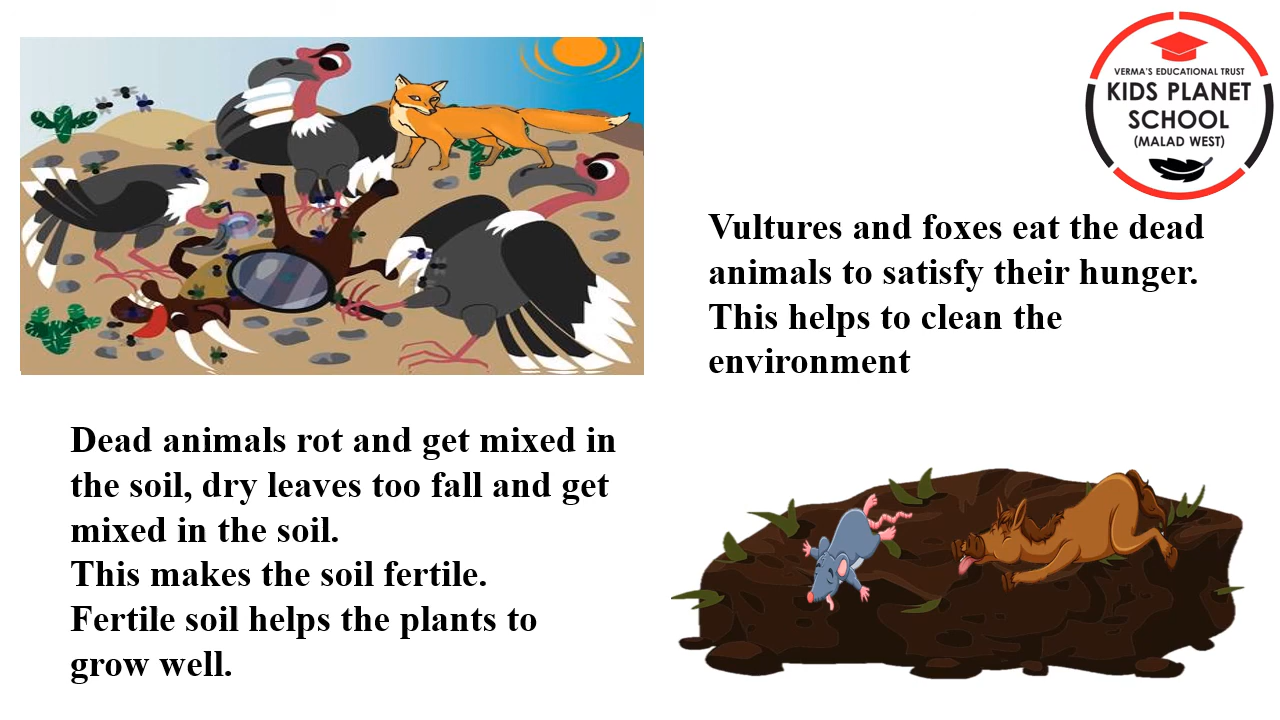 VERMA'S EDUCATIONAL TRUST
KIDS PLANET
SCHOOL
(MALAD WEST)
Vultures and foxes eat the dead
animals to satisfy their hunger.
This helps to clean the
environment
Dead animals rot and get mixed in
the soil, dry leaves too fall and get
mixed in the soil.
This makes the soil fertile.
Fertile soil helps the plants to
grow well.